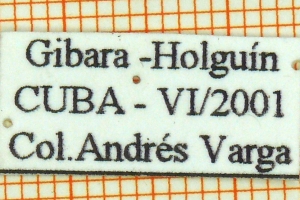 Gibara -Holguín
CUBA - VI/2001
Col.Andrés Varga